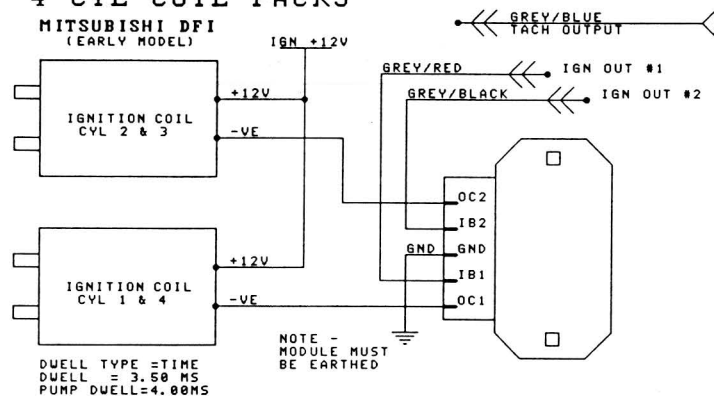 4 CYL COIL PACKS
MITSUBISHI DFI
(EARLY MODEL)
IGN +12V
GREY/BLUE
TACH OUTPUT
GREY/RED
IGN OUT #1
GREY/BLACK
IGN OUT #2
+12V
IGNITION COIL
CYL 2 & 3
-VE
OC2
IB2
GND
GND
IB1
OC1
+12V
IGNITION COIL
CYL 1 & 4
-VE
NOTE -
MODULE MUST
BE EARTHED
DWELL TYPE =TIME
DWELL = 3.50 MS
PUMP DWELL=4.00MS